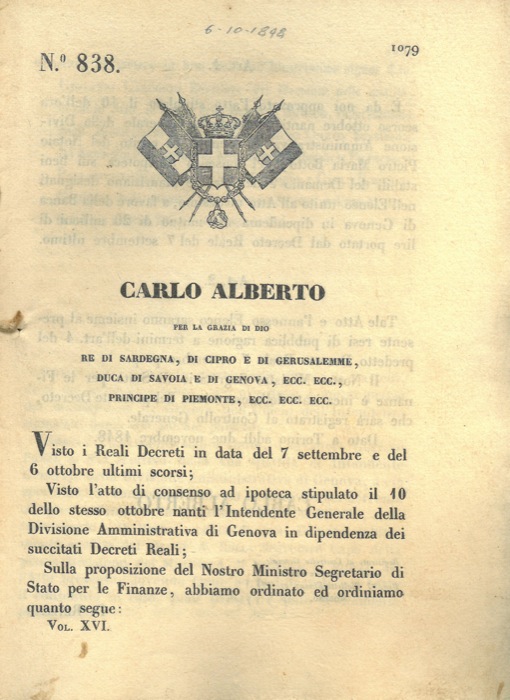 6-10-1848
1079
N.º 838.
CARLO ALBERTO
PER LA GRAZIA DI DIO
RE DI SARDEGNA, DI CIPRO E DI GERUSALEMME,
DUCA DI SAVOIA E DI GENOVA, ECC. ECC.,
PRINCIPE DI PIEMONTE, ECC. ECC. ECC.
Visto i Reali Decreti in data del 7 settembre e del
6 ottobre ultimi scorsi;
Visto l'atto di consenso ad ipoteca stipulato il 10
dello stesso ottobre nanti l'Intendente Generale della
Divisione Amministrativa di Genova in dipendenza dei
succitati Decreti Reali;
Sulla proposizione del Nostro Ministro Segretario di
Stato per le Finanze, abbiamo ordinato ed ordiniamo
quanto segue:
VOL. XVI.